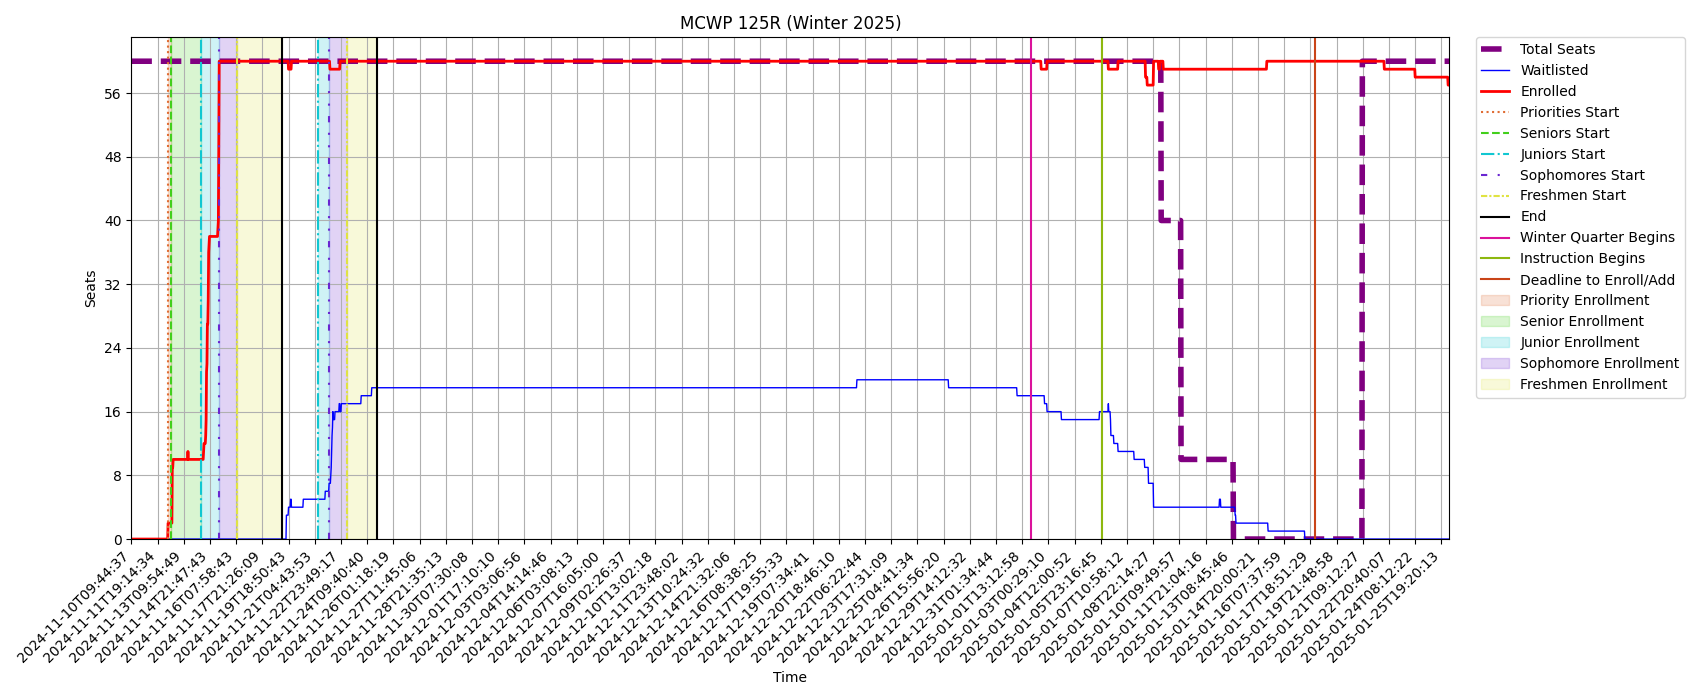 MCWP 125R (Winter 2025)
Seats
56
48
40
32
24
16
8
0
2024-11-10T09:44:37
2024-11-11T19:14:34
2024-11-13T09:54:49
2024-11-14T21:47:43
2024-11-16T07:58:43
2024-11-17T21:26:09
2024-11-19T18:50:43
2024-11-21T04:43:53
2024-11-22T23:49:17
2024-11-24T09:40:40
2024-11-26T01:18:19
2024-11-27T11:45:06
2024-11-28T21:35:13
2024-11-30T07:30:08
2024-12-01T17:10:10
2024-12-03T03:06:56
2024-12-04T14:14:46
2024-12-06T03:08:13
2024-12-07T16:05:00
2024-12-09T02:26:37
2024-12-10T13:02:18
2024-12-11T23:48:02
2024-12-13T10:24:32
2024-12-14T21:32:06
2024-12-16T08:38:25
2024-12-17T19:55:33
2024-12-19T07:34:41
2024-12-20T18:46:10
2024-12-22T06:22:44
2024-12-23T17:31:09
2024-12-25T04:41:34
2024-12-26T15:56:20
2024-12-29T14:12:32
2024-12-31T01:34:44
2025-01-01T13:12:58
2025-01-03T00:29:10
2025-01-04T12:00:52
2025-01-05T23:16:45
2025-01-07T10:58:12
2025-01-08T22:14:27
2025-01-10T09:49:57
2025-01-11T21:04:16
2025-01-13T08:45:46
2025-01-14T20:00:21
2025-01-16T07:37:59
2025-01-17T18:51:29
2025-01-19T21:48:58
2025-01-21T09:12:27
2025-01-22T20:40:07
2025-01-24T08:12:22
2025-01-25T19:20:13
Time
Total Seats
Waitlisted
Enrolled
Priorities Start
Seniors Start
Juniors Start
Sophomores Start
Freshmen Start
End
Winter Quarter Begins
Instruction Begins
Deadline to Enroll/Add
Priority Enrollment
Senior Enrollment
Junior Enrollment
Sophomore Enrollment
Freshmen Enrollment